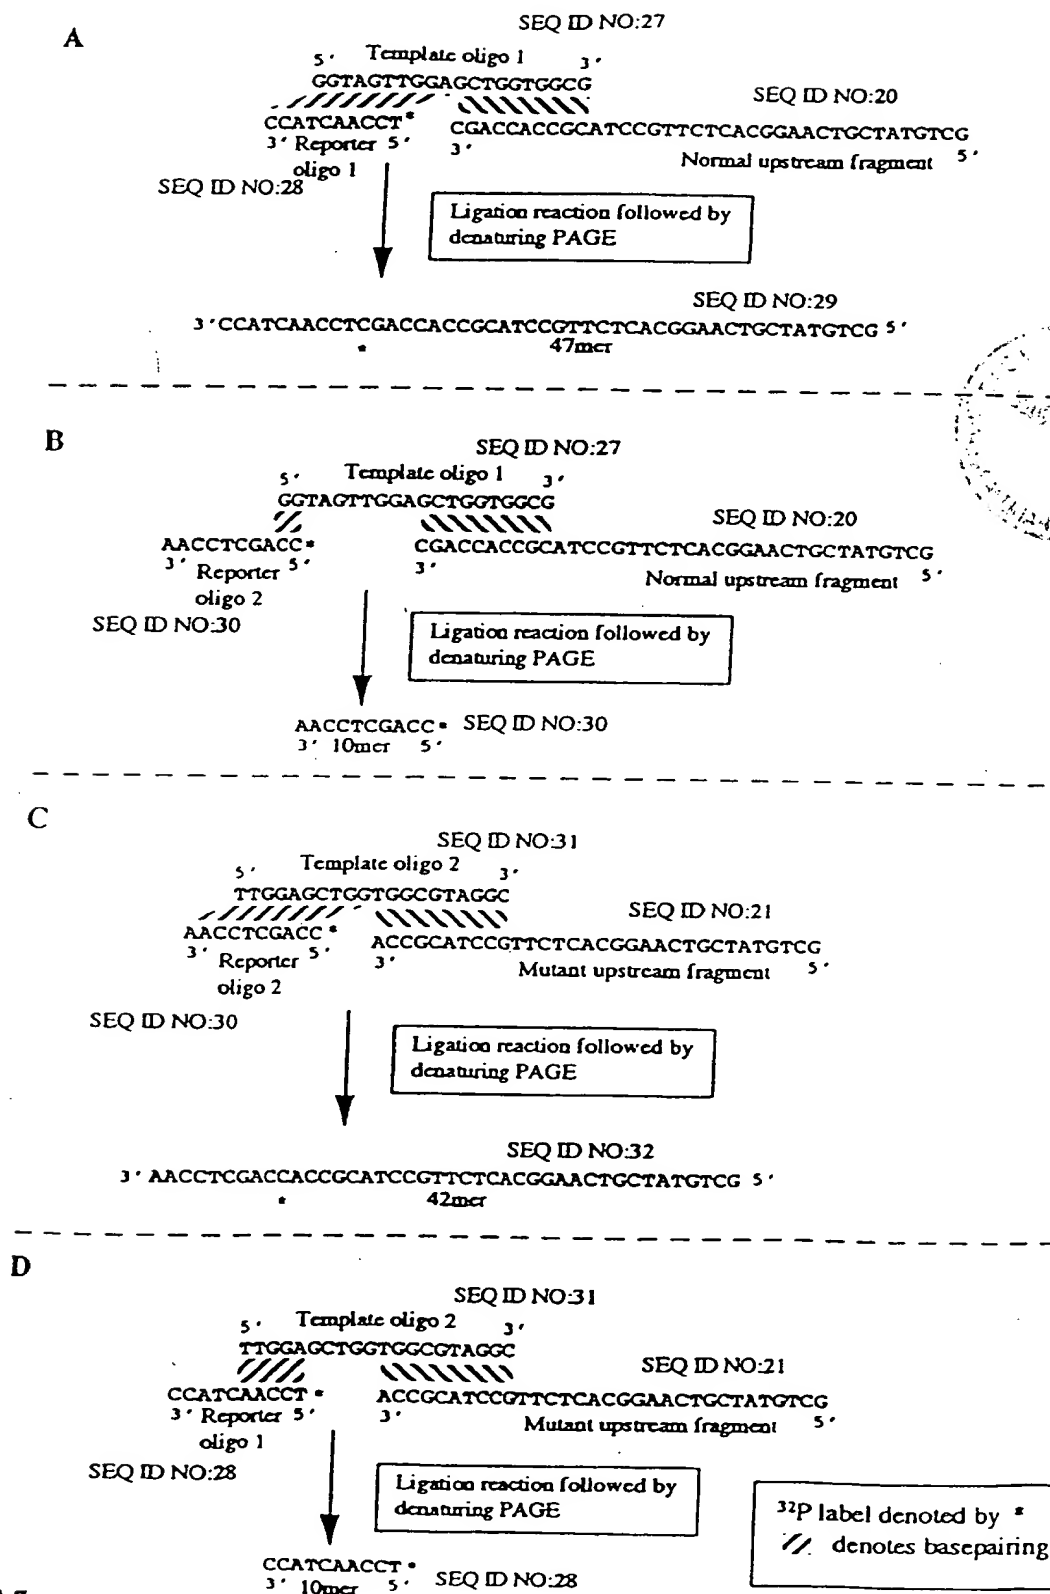 A
SEQ ID NO:27
5' Template oligo 1 3'
GGTAGTTGGAGCTGGTGGCG
SEQ ID NO:20
CCATCAACCT* CGACCACCGCATCCGTTCTCACGGAACTGCTATGTCG
3' Reporter 5' 3' Normal upstream fragment 5'
oligo 1
SEQ ID NO:28
Ligation reaction followed by
denaturing PAGE
SEQ ID NO:29
3'CCATCAACCTCGACCACCGCATCCGTTCTCACGGAACTGCTATGTCG 5'
* 47mer
B
SEQ ID NO:27
5' Template oligo 1 3'
GGTAGTTGGAGCTGGTGGCG
SEQ ID NO:20
AACCTCGACC* CGACCACCGCATCCGTTCTCACGGAACTGCTATGTCG
3' Reporter 5' 3' Normal upstream fragment 5'
oligo 2
SEQ ID NO:30
Ligation reaction followed by
denaturing PAGE
AACCTCGACC* SEQ ID NO:30
3' 10mer 5'
C
SEQ ID NO:31
5' Template oligo 2 3'
TTGGAGCTGGTGGCGTAGGC
SEQ ID NO:21
AACCTCGACC* ACCGCATCCGTTCTCACGGAACTGCTATGTCG
3' Reporter 5' 3' Mutant upstream fragment 5'
oligo 2
SEQ ID NO:30
Ligation reaction followed by
denaturing PAGE
SEQ ID NO:32
3' AACCTCGACCACCGCATCCGTTCTCACGGAACTGCTATGTCG 5'
* 42mer
D
SEQ ID NO:31
5' Template oligo 2 3'
TTGGAGCTGGTGGCGTAGGC
SEQ ID NO:21
CCATCAACCT* ACCGCATCCGTTCTCACGGAACTGCTATGTCG
3' Reporter 5' 3' Mutant upstream fragment 5'
oligo 1
SEQ ID NO:28
Ligation reaction followed by
denaturing PAGE
32P label denoted by *
denotes basepairing
CCATCAACCT*
3' 10mer 5' SEQ ID NO:28